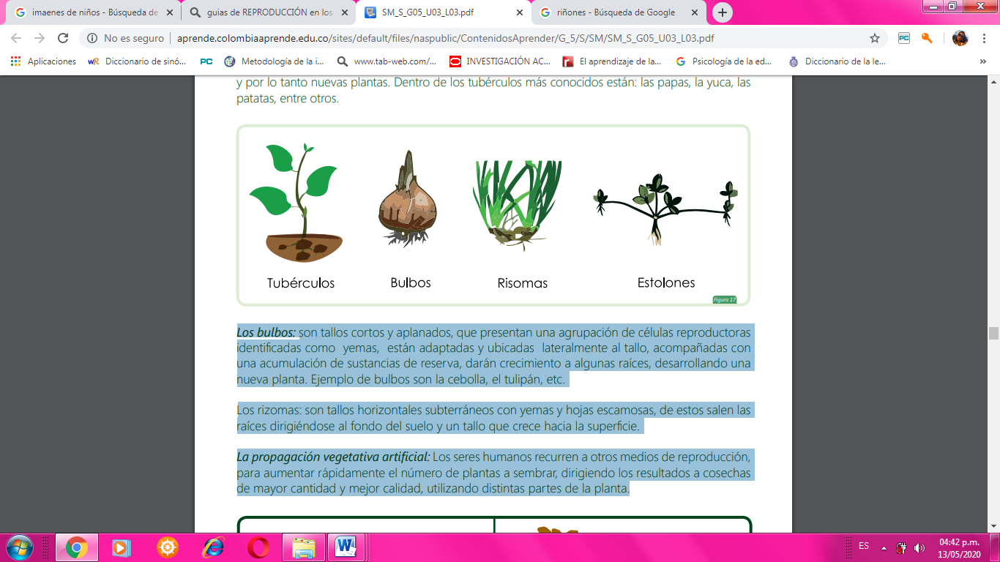 imaenes de niños - Búsqueda de
guias de REPRODUCCIÓN en los
SM_S_G05_U03_L03.pdf
riñones - Búsqueda de Google
No es seguro
aprende.colombiaaprende.edu.co/sites/default/files/naspublic/ContenidosAprender/G_5/S/SM/SM_S_G05_U03_L03.pdf
Aplicaciones
Diccionario de sinó...
PC
Metodología de la i...
www.tab-web.com/...
INVESTIGACIÓN AC...
El aprendizaje de la...
Psicología de la ed...
Diccionario de la le...
»
y por lo tanto nuevas plantas. Dentro de los tubérculos más conocidos están: las papas, la yuca, las
patatas, entre otros.
Tubérculos
Bulbos
Risomas
Estolones
Figura 17
Los bulbos: son tallos cortos y aplanados, que presentan una agrupación de células reproductoras
identificadas como yemas, están adaptadas y ubicadas lateralmente al tallo, acompañadas con
una acumulación de sustancias de reserva, darán crecimiento a algunas raíces, desarrollando una
nueva planta. Ejemplo de bulbos son la cebolla, el tulipán, etc.
Los rizomas: son tallos horizontales subterráneos con yemas y hojas escamosas, de estos salen las
raíces dirigiéndose al fondo del suelo y un tallo que crece hacia la superficie.
La propagación vegetativa artificial: Los seres humanos recurren a otros medios de reproducción,
para aumentar rápidamente el número de plantas a sembrar, dirigiendo los resultados a cosechas
de mayor cantidad y mejor calidad, utilizando distintas partes de la planta.
ES
04:42 p.m.
13/05/2020